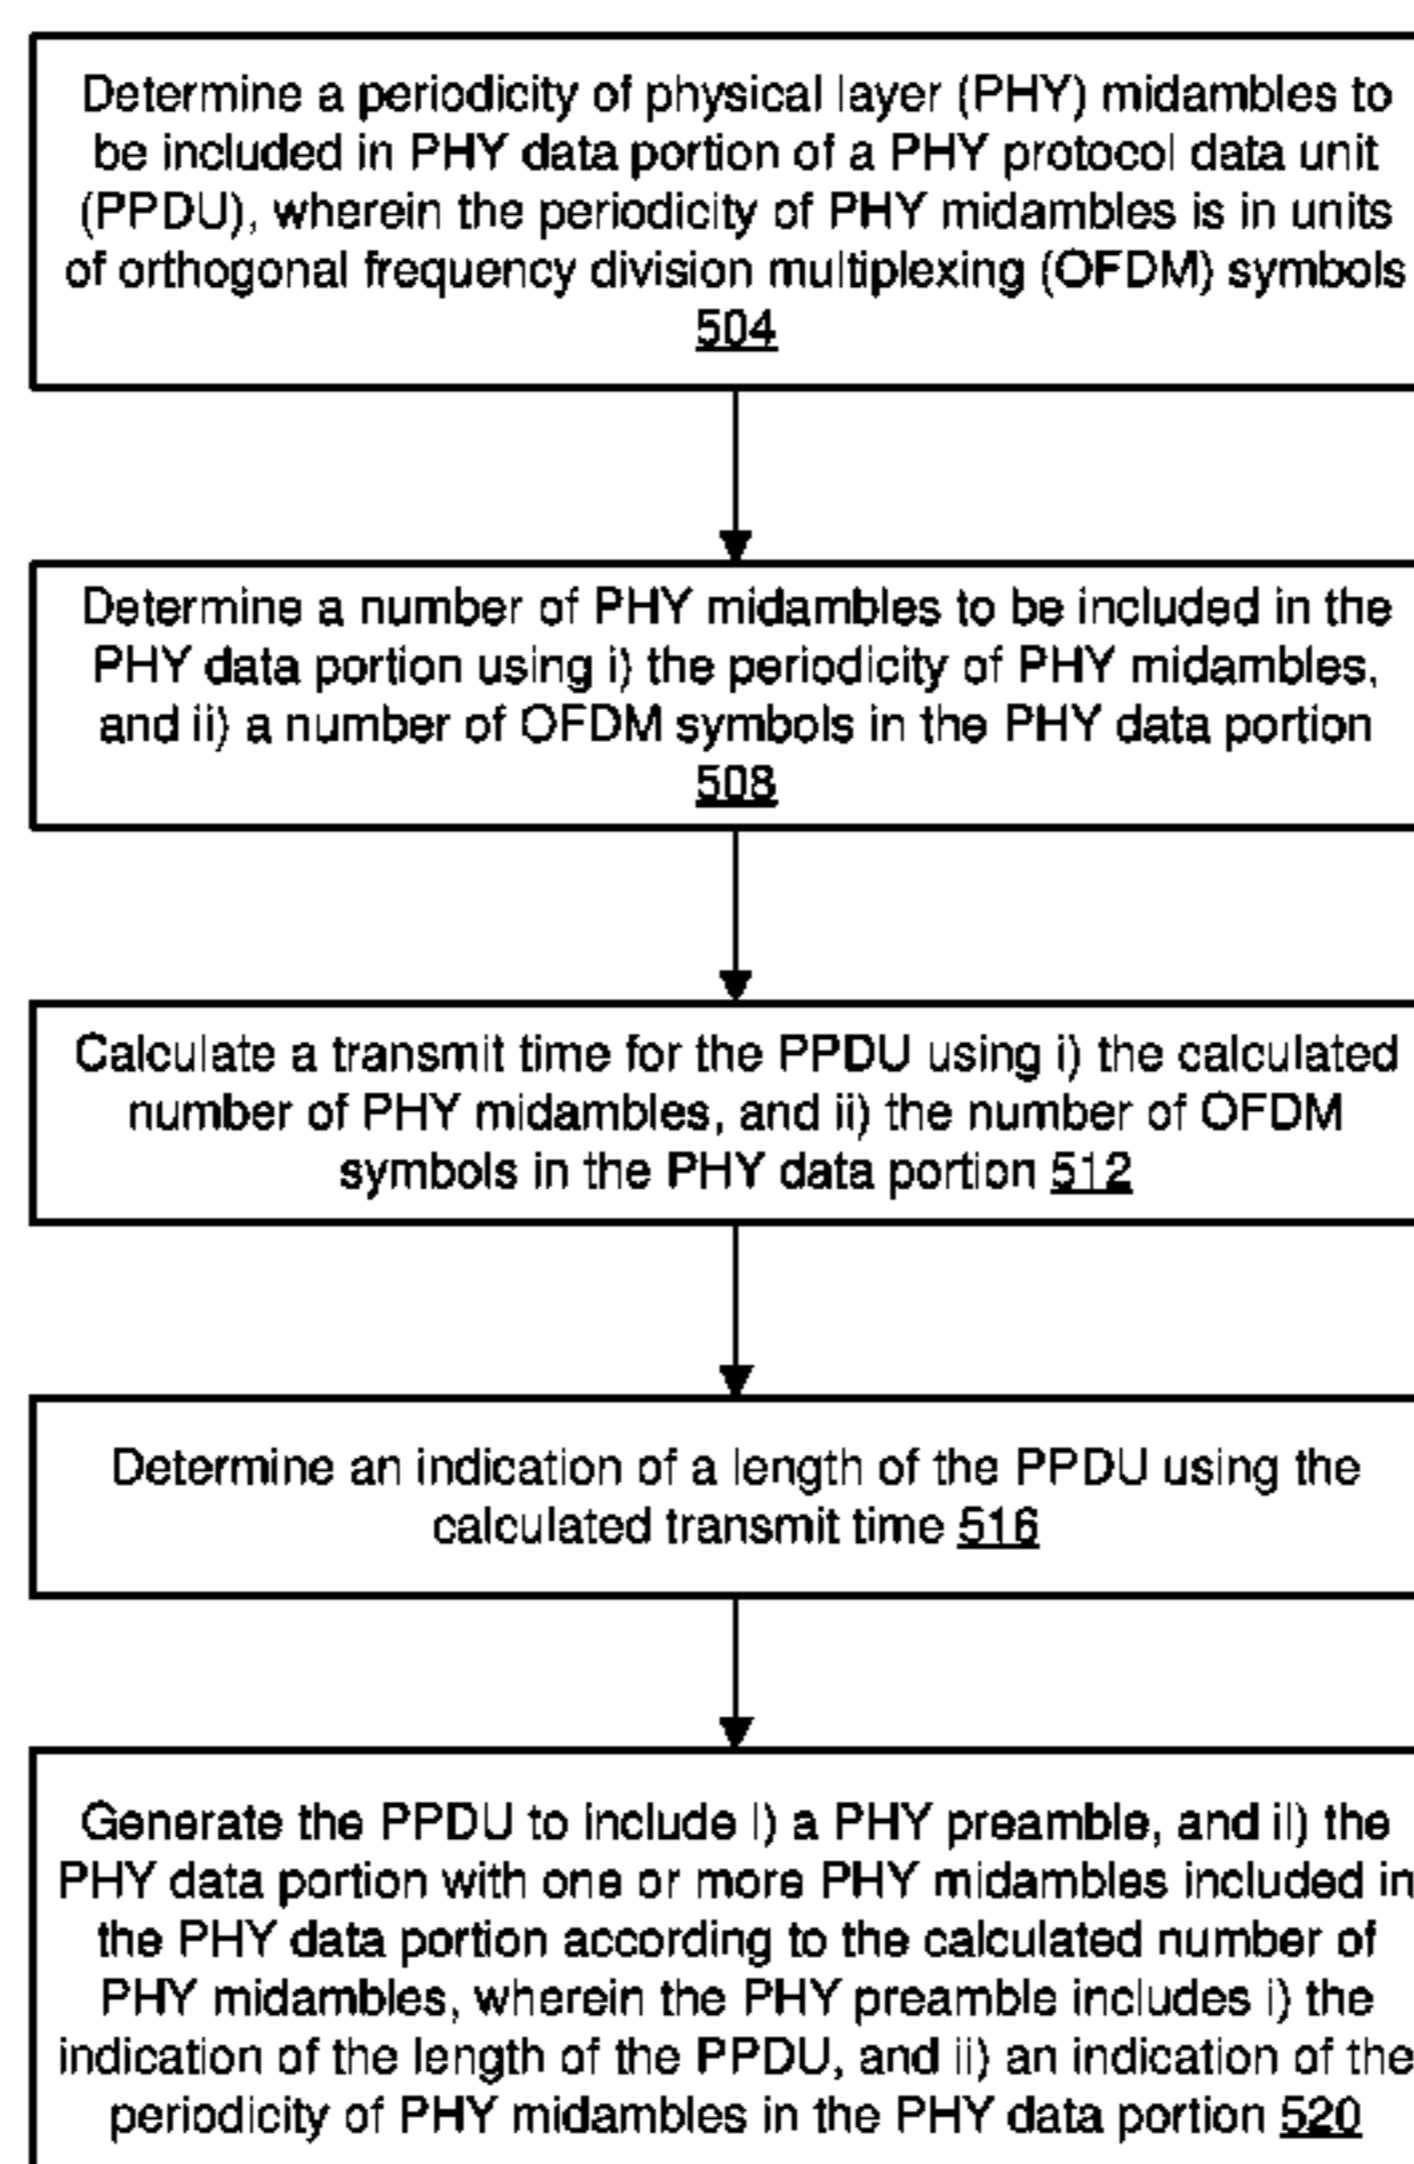 Determine a periodicity of physical layer (PHY) midambles to
be included in PHY data portion of a PHY protocol data unit
(PPDU), wherein the periodicity of PHY midambles is in units
of orthogonal frequency division multiplexing (OFDM) symbols
504
Determine a number of PHY midambles to be included in the
PHY data portion using i) the periodicity of PHY midambles,
and ii) a number of OFDM symbols in the PHY data portion
508
Calculate a transmit time for the PPDU using i) the calculated
number of PHY midambles, and ii) the number of OFDM
symbols in the PHY data portion 512
Determine an indication of a length of the PPDU using the
calculated transmit time 516
Generate the PPDU to include i) a PHY preamble, and ii) the
PHY data portion with one or more PHY midambles included in
the PHY data portion according to the calculated number of
PHY midambles, wherein the PHY preamble includes i) the
indication of the length of the PPDU, and ii) an indication of the
periodicity of PHY midambles in the PHY data portion 520